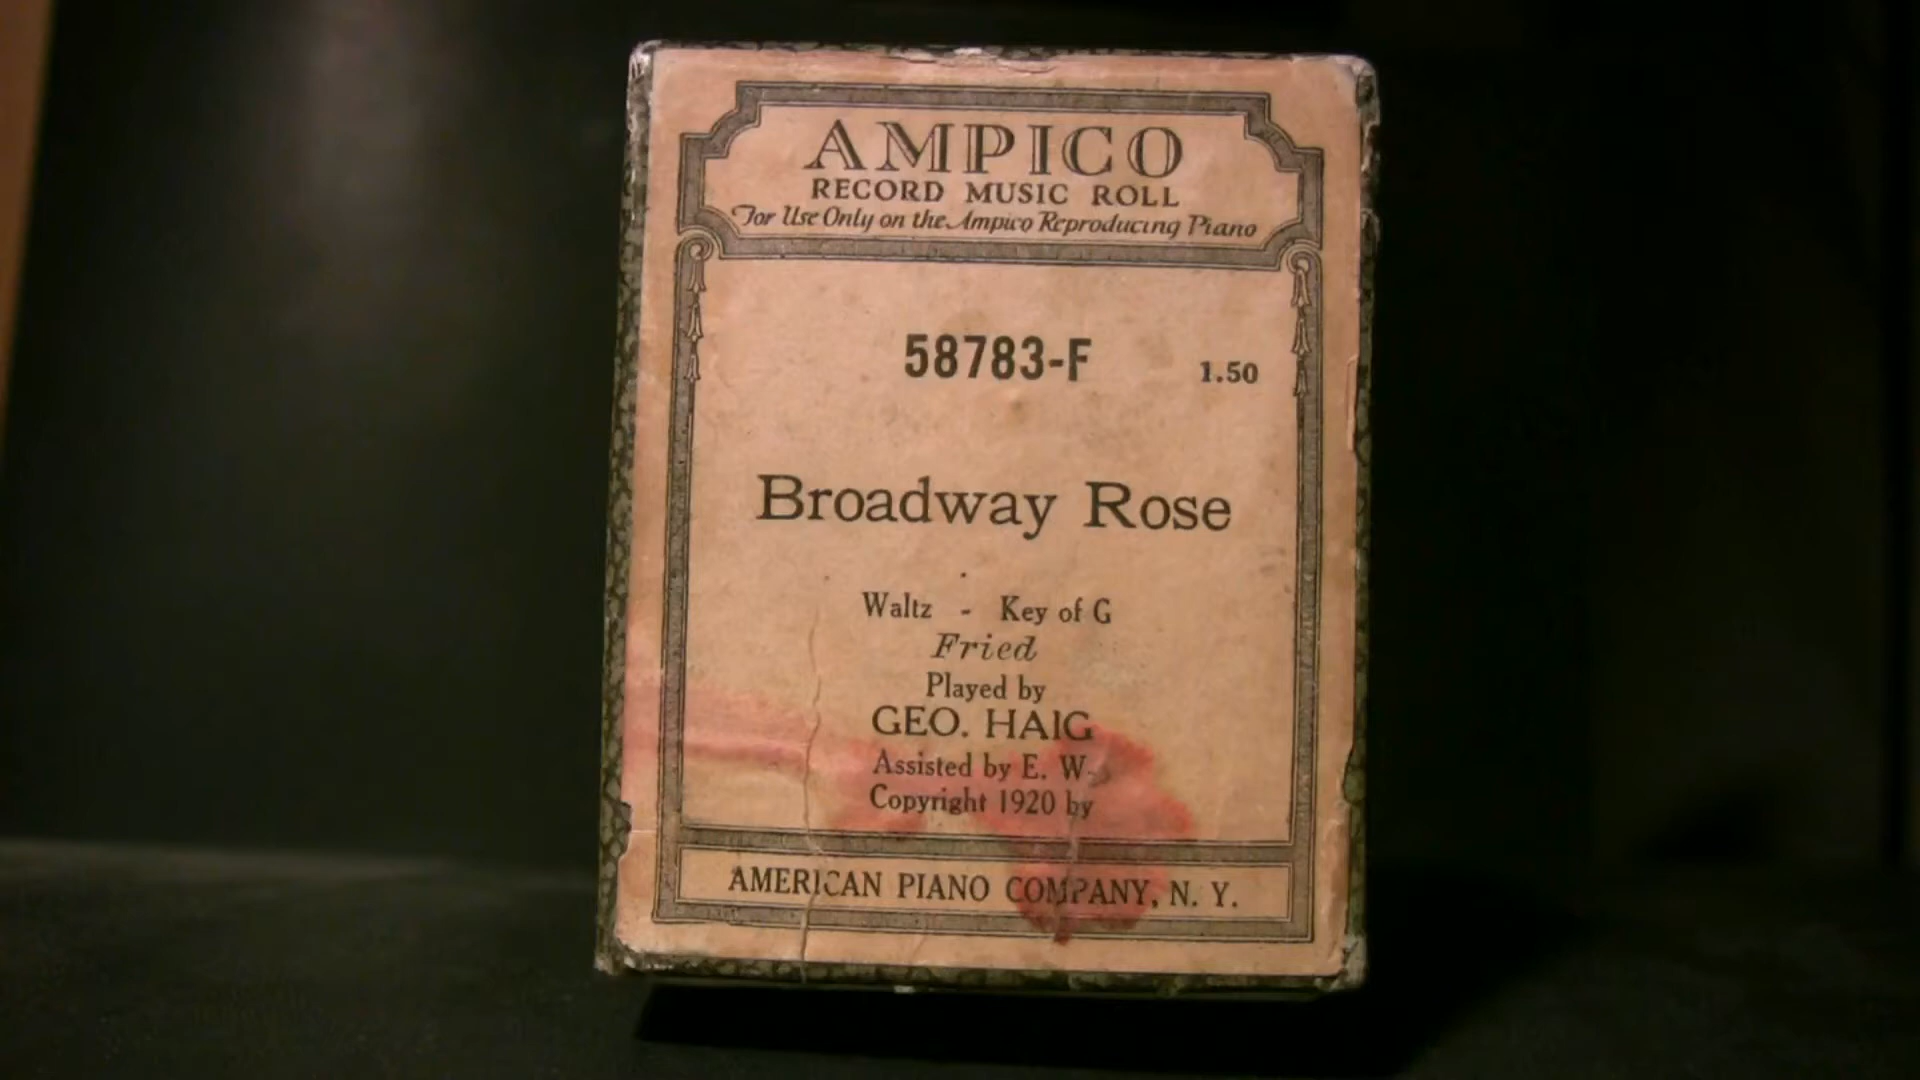 AMPICO
RECORD MUSIC ROLL
For Use Only on the Ampico Reproducing Piano
58783-F 1.50
Broadway Rose
Waltz - Key of G
Fried
Played by
GEO. HAIG
Assisted by E. W.
Copyright 1920 by
AMERICAN PIANO COMPANY, N. Y.